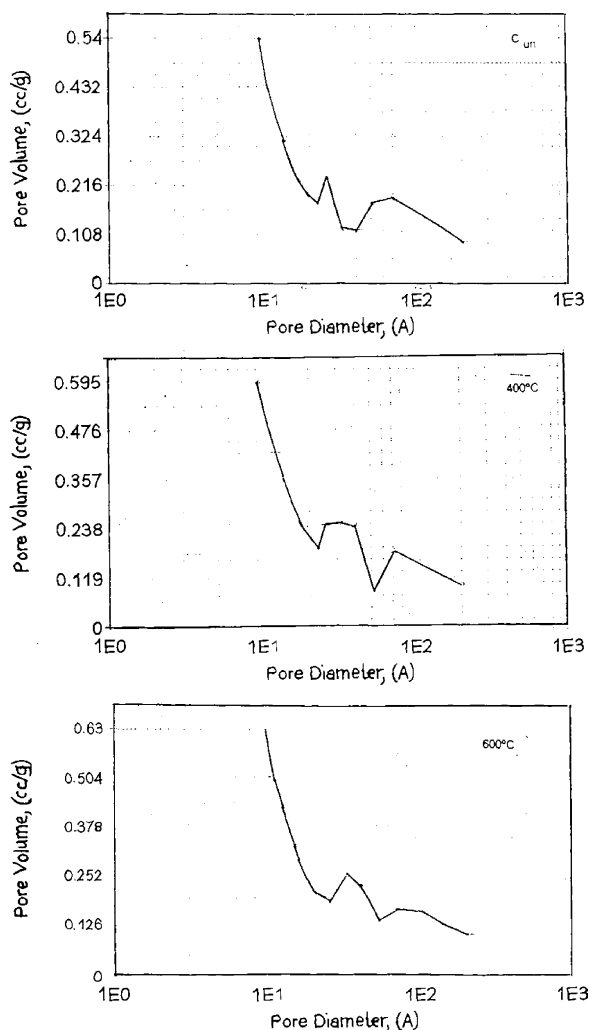 Pore Volume, (cc/g)
0.54
0.432
0.324
0.216
0.108
0
C un
1E0 1E1 1E2 1E3
Pore Diameter, (A)
Pore Volume, (cc/g)
0.595
0.476
0.357
0.238
0.119
0
400°C
1E0 1E1 1E2 1E3
Pore Diameter, (A)
Pore Volume, (cc/g)
0.63
0.504
0.378
0.252
0.126
0
600°C
1E0 1E1 1E2 1E3
Pore Diameter, (A)